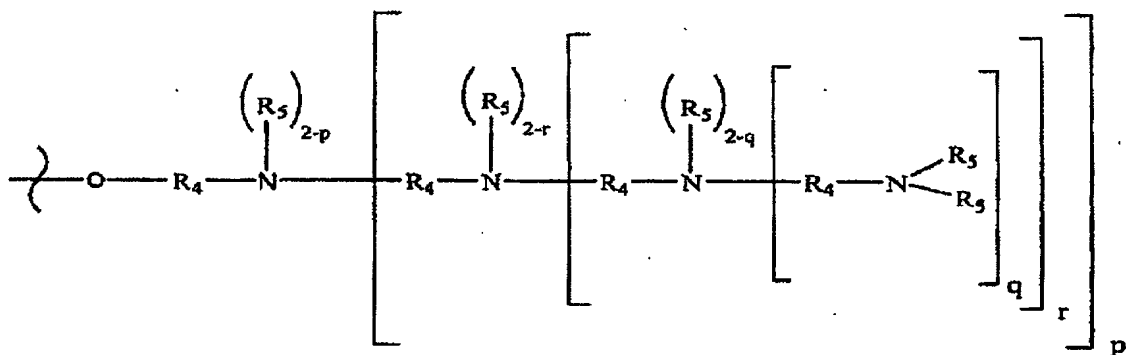 (R₅)₂₋ₚ (R₅)₂₋ᵣ (R₅)2-q
O R₄ N [ R₄ N [ R₄ N [ R₄ N R₅ R₅ ]q ]r ]p